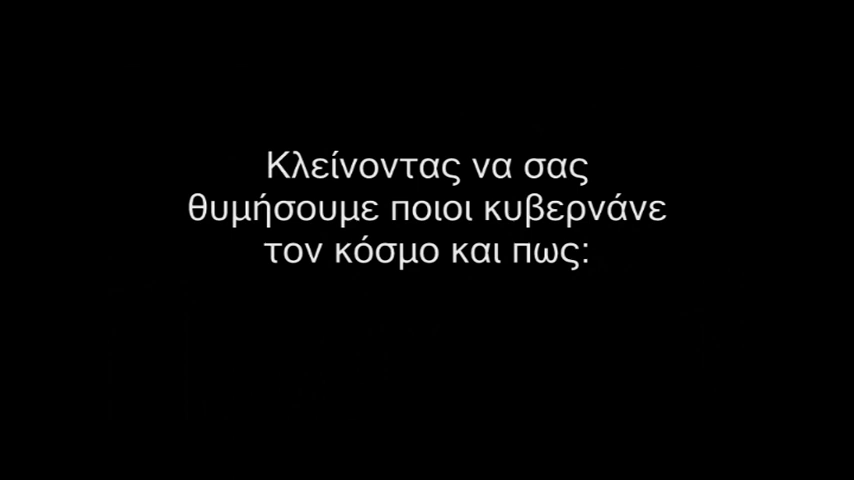 Κλείνοντας να σας
θυμήσουμε ποιοι κυβερνάνε
τον κόσμο και πως: